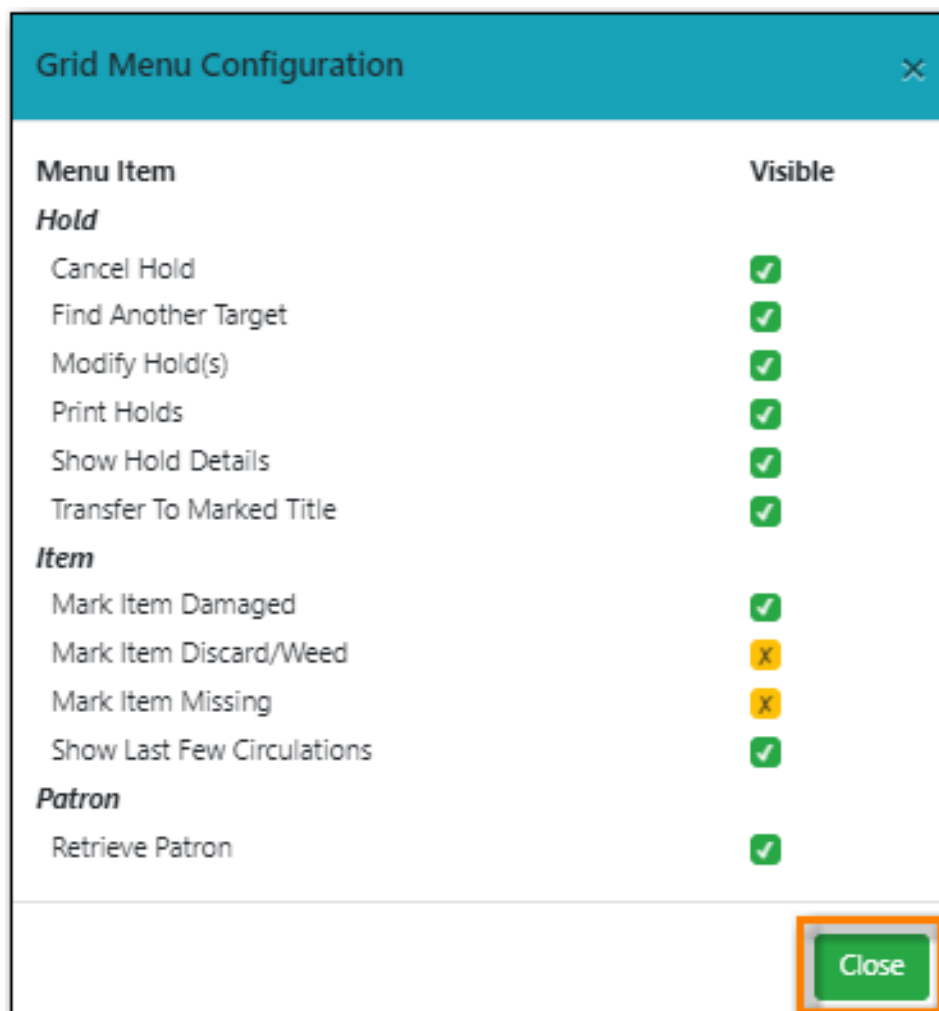 Grid Menu Configuration ×
Menu Item Visible
Hold
Cancel Hold ✓
Find Another Target ✓
Modify Hold(s) ✓
Print Holds ✓
Show Hold Details ✓
Transfer To Marked Title ✓
Item
Mark Item Damaged ✓
Mark Item Discard/Weed X
Mark Item Missing X
Show Last Few Circulations ✓
Patron
Retrieve Patron ✓
Close